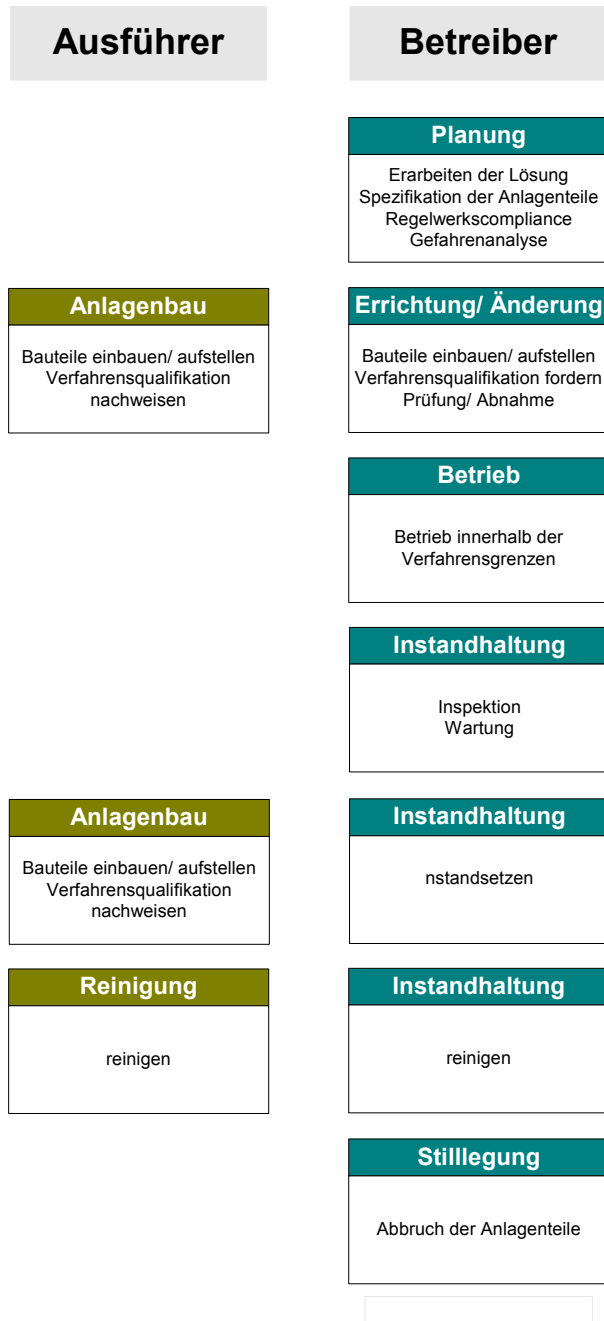 Ausführer
Betreiber
Planung
Erarbeiten der Lösung
Spezifikation der Anlagenteile
Regelwerkscompliance
Gefahrenanalyse
Anlagenbau
Bauteile einbauen/ aufstellen
Verfahrensqualifikation
nachweisen
Errichtung/ Änderung
Bauteile einbauen/ aufstellen
Verfahrensqualifikation fordern
Prüfung/ Abnahme
Betrieb
Betrieb innerhalb der
Verfahrensgrenzen
Instandhaltung
Inspektion
Wartung
Anlagenbau
Bauteile einbauen/ aufstellen
Verfahrensqualifikation
nachweisen
Instandhaltung
nstandsetzen
Reinigung
reinigen
Instandhaltung
reinigen
Stilllegung
Abbruch der Anlagenteile